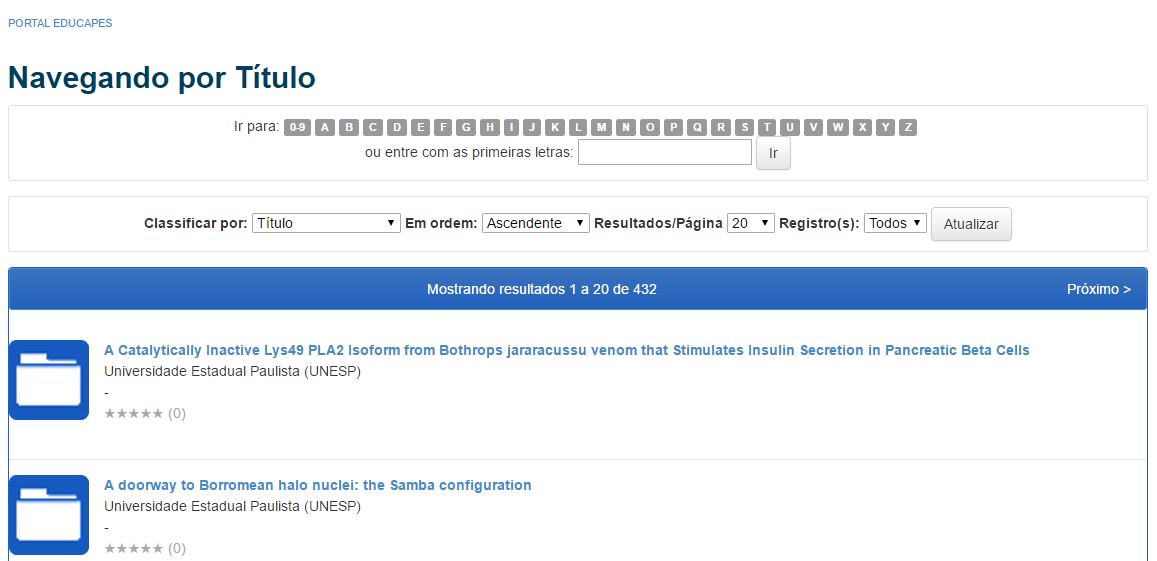 PORTAL EDUCAPES
Navegando por Título
Ir para: 0-9 A B C D E F G H I J K L M N O P Q R S T U V W X Y Z
ou entre com as primeiras letras: Ir
Classificar por: Título Em ordem: Ascendente Resultados/Página 20 Registro(s): Todos Atualizar
Mostrando resultados 1 a 20 de 432 Próximo >
A Catalytically Inactive Lys49 PLA2 Isoform from Bothrops jararacussu venom that Stimulates Insulin Secretion in Pancreatic Beta Cells
Universidade Estadual Paulista (UNESP)
-
★★★★★ (0)
A doorway to Borromean halo nuclei: the Samba configuration
Universidade Estadual Paulista (UNESP)
-
★★★★★ (0)